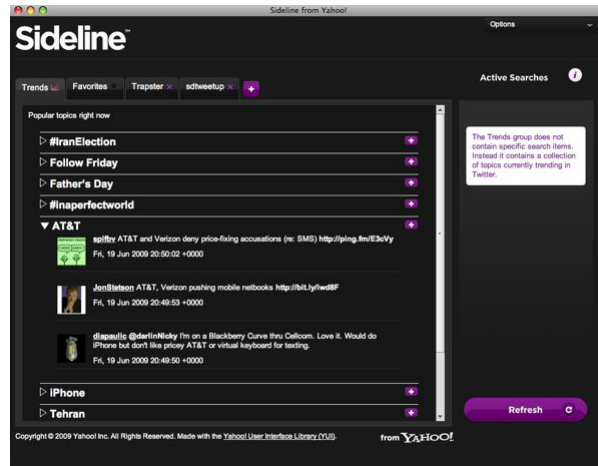 Sideline from Yahoo!
Options
Sideline™
Active Searches i
Trends
Favorites
Trapster ×
sdtweetup ×
+
Popular topics right now
The Trends group does not
contain specific search items.
Instead it contains a collection
of topics currently trending in
Twitter.
#IranElection
Follow Friday
Father's Day
#inaperfectworld
AT&T
spifbv AT&T and Verizon deny price-fixing accusations (re: SMS) http://ping.fm/E3cVy
Fri, 19 Jun 2009 20:50:02 +0000
JonStetson AT&T, Verizon pushing mobile netbooks http://bit.ly/iwd8F
Fri, 19 Jun 2009 20:49:53 +0000
diapaulic @darlinNicky I'm on a Blackberry Curve thru Cellcom. Love it. Would do
iPhone but don't like pricey AT&T or virtual keyboard for texting.
Fri, 19 Jun 2009 20:49:50 +0000
iPhone
Tehran
Refresh
Copyright © 2009 Yahoo! Inc. All Rights Reserved. Made with the Yahoo! User Interface Library (YUI).
from YAHOO!